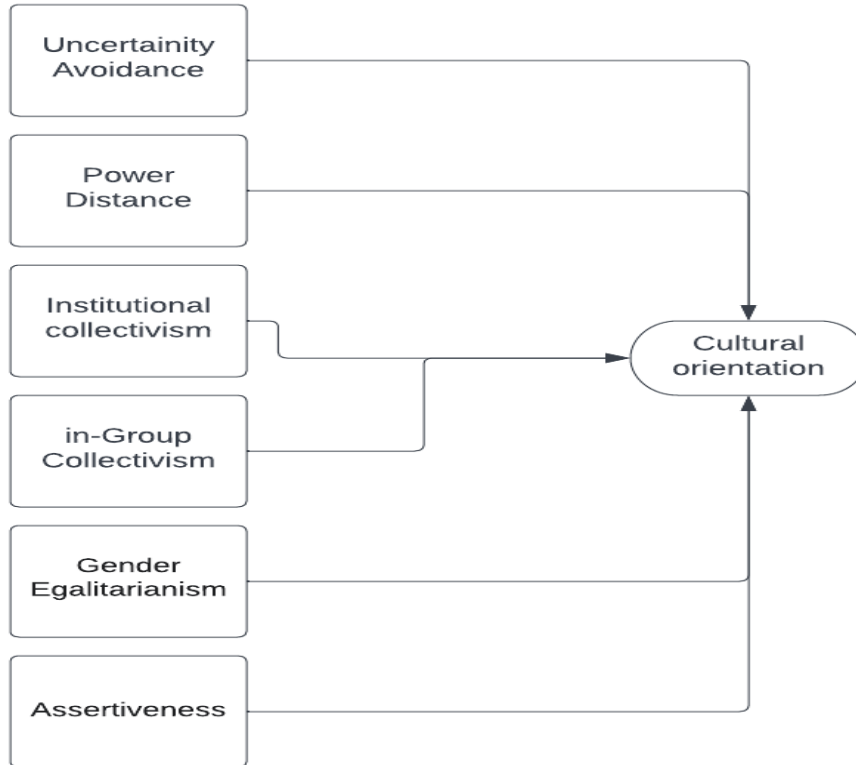 Uncertainity
Avoidance
Power
Distance
Institutional
collectivism
Cultural
orientation
in-Group
Collectivism
Gender
Egalitarianism
Assertiveness